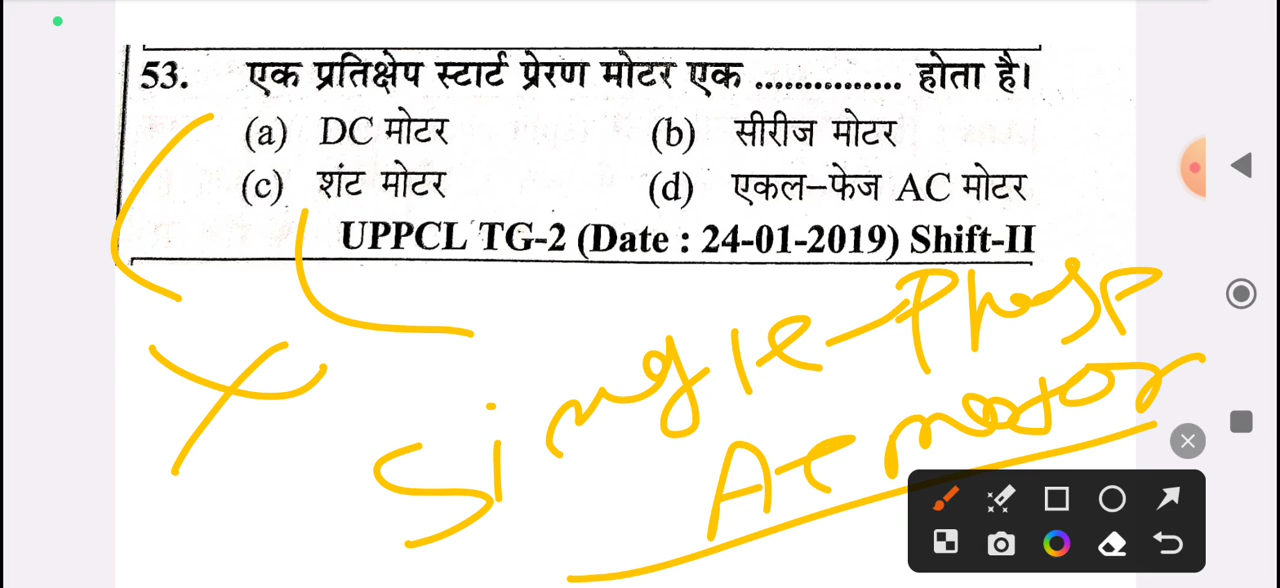 53. एक प्रतिक्षेप स्टार्ट प्रेरण मोटर एक ............... होता है।
(a) DC मोटर (b) सीरीज मोटर
(c) शंट मोटर (d) एकल–फेज AC मोटर
UPPCL TG-2 (Date : 24-01-2019) Shift-II
Single-Phase
AC motor